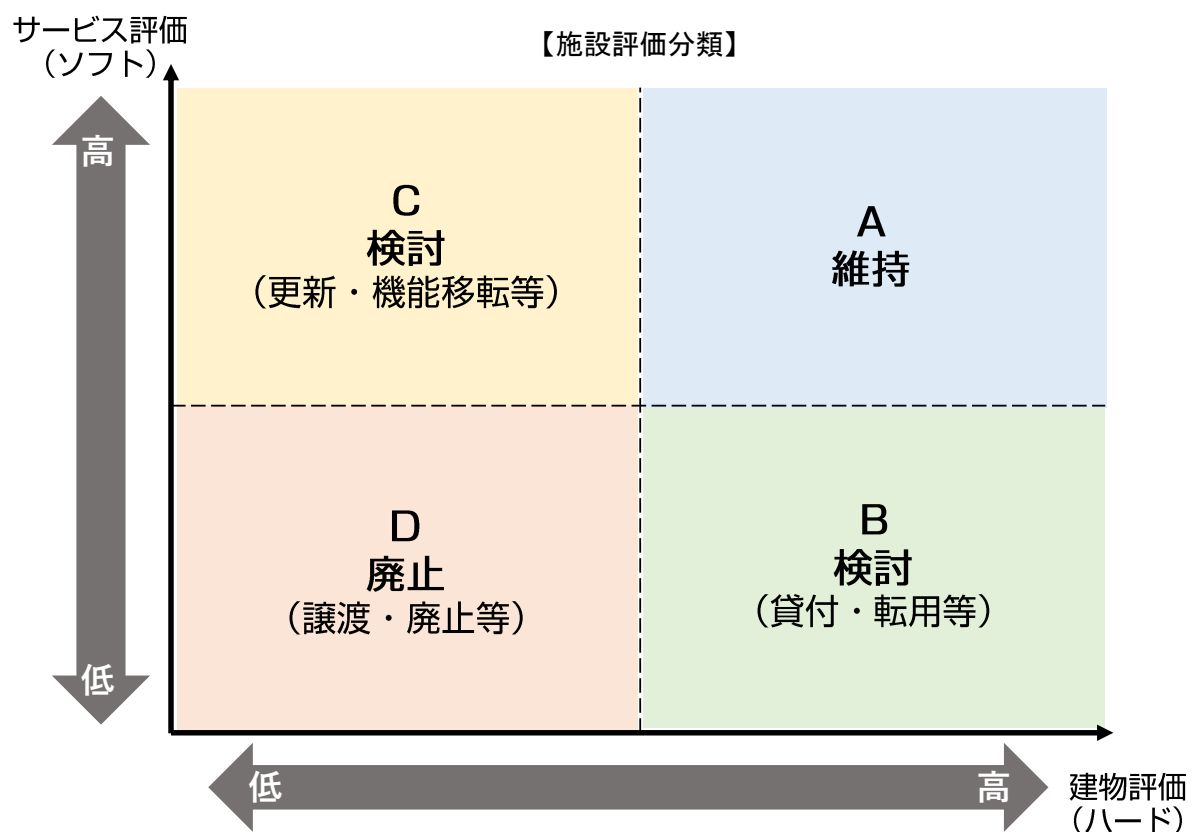 サービス評価
（ソフト）
【施設評価分類】
高
C
検討
（更新・機能移転等）
A
維持
D
廃止
（譲渡・廃止等）
B
検討
（貸付・転用等）
低
低
高
建物評価
（ハード）